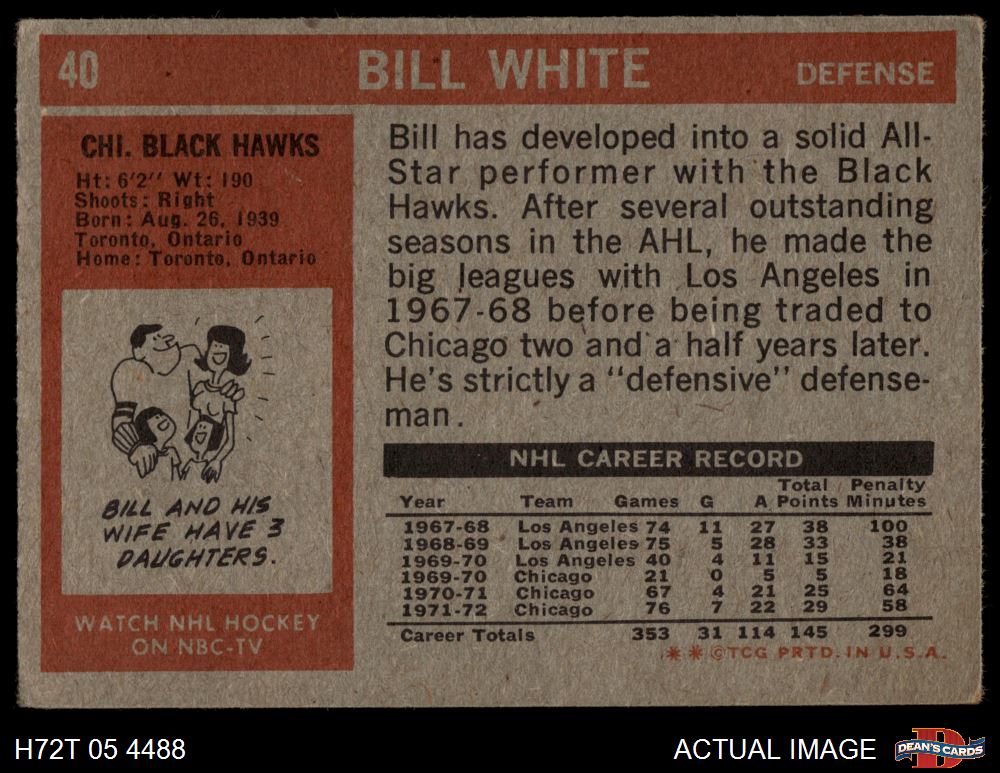 40 BILL WHITE DEFENSE
CHI. BLACK HAWKS
Ht: 6'2" Wt: 190
Shoots: Right
Born: Aug. 26, 1939
Toronto, Ontario
Home: Toronto, Ontario
BILL AND HIS
WIFE HAVE 3
DAUGHTERS.
WATCH NHL HOCKEY
ON NBC-TV
Bill has developed into a solid All-
Star performer with the Black
Hawks. After several outstanding
seasons in the AHL, he made the
big leagues with Los Angeles in
1967-68 before being traded to
Chicago two and a half years later.
He's strictly a "defensive" defense-
man.
NHL CAREER RECORD
Total Penalty
Year Team Games G A Points Minutes
1967-68 Los Angeles 74 11 27 38 100
1968-69 Los Angeles 75 5 28 33 38
1969-70 Los Angeles 40 4 11 15 21
1969-70 Chicago 21 0 5 5 18
1970-71 Chicago 67 4 21 25 64
1971-72 Chicago 76 7 22 29 58
Career Totals 353 31 114 145 299
* * ©TCG PRTD. IN U.S.A.
H72T 05 4488 ACTUAL IMAGE DEAN'S CARDS